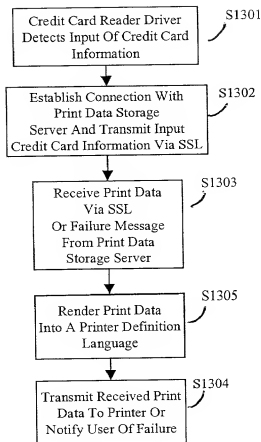 Credit Card Reader Driver
Detects Input Of Credit Card
Information
S1301
Establish Connection With
Print Data Storage
Server And Transmit Input
Credit Card Information Via SSL
S1302
Receive Print Data
Via SSL
Or Failure Message
From Print Data
Storage Server
S1303
Render Print Data
Into A Printer Definition
Language
S1305
Transmit Received Print
Data To Printer Or
Notify User Of Failure
S1304